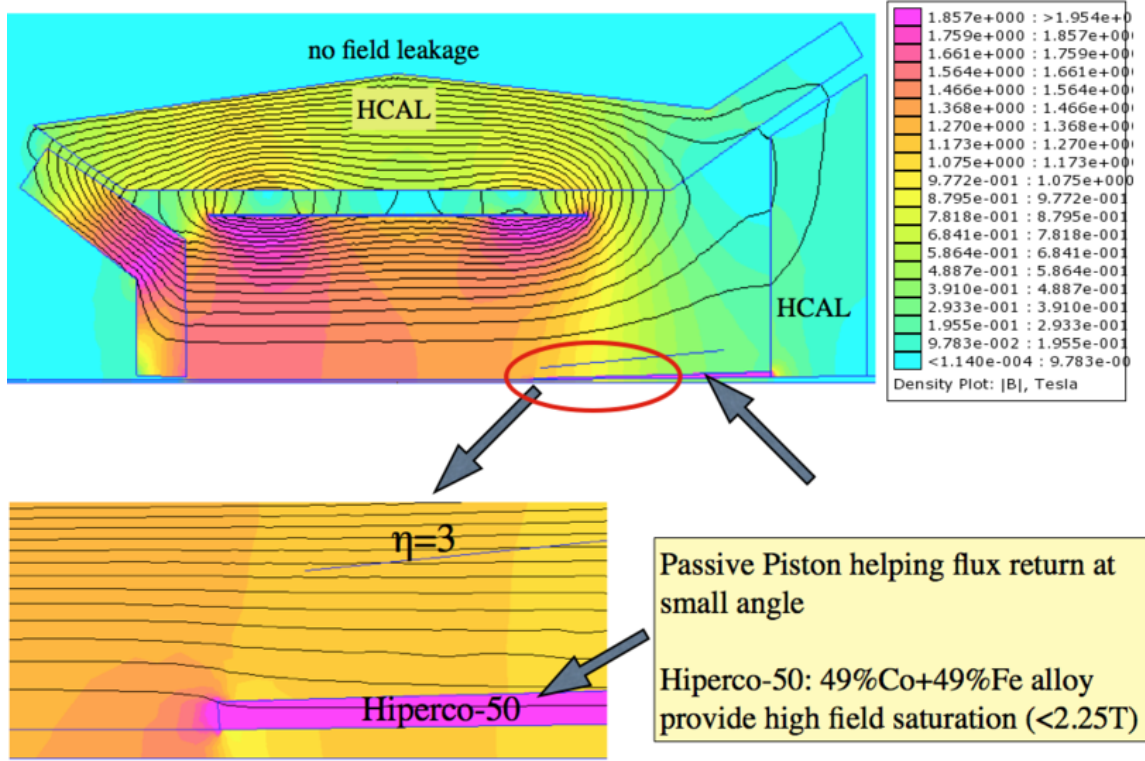 no field leakage
HCAL
HCAL
1.857e+000 : >1.954e+0
1.759e+000 : 1.857e+00
1.661e+000 : 1.759e+00
1.564e+000 : 1.661e+00
1.466e+000 : 1.564e+00
1.368e+000 : 1.466e+00
1.270e+000 : 1.368e+00
1.173e+000 : 1.270e+00
1.075e+000 : 1.173e+00
9.772e-001 : 1.075e+000
8.795e-001 : 9.772e-001
7.818e-001 : 8.795e-001
6.841e-001 : 7.818e-001
5.864e-001 : 6.841e-001
4.887e-001 : 5.864e-001
3.910e-001 : 4.887e-001
2.933e-001 : 3.910e-001
1.955e-001 : 2.933e-001
9.783e-002 : 1.955e-001
<1.140e-004 : 9.783e-00
Density Plot: |B|, Tesla
η=3
Hiperco-50
Passive Piston helping flux return at
small angle
Hiperco-50: 49%Co+49%Fe alloy
provide high field saturation (<2.25T)